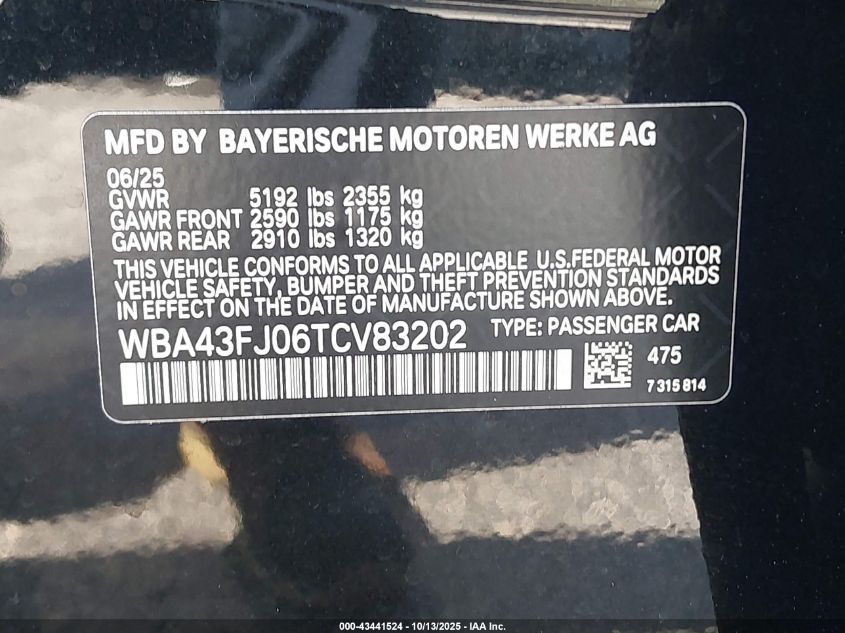 MFD BY BAYERISCHE MOTOREN WERKE AG
06/25
GVWR 5192 lbs 2355 kg
GAWR FRONT 2590 lbs 1175 kg
GAWR REAR 2910 lbs 1320 kg
THIS VEHICLE CONFORMS TO ALL APPLICABLE U.S.FEDERAL MOTOR
VEHICLE SAFETY, BUMPER AND THEFT PREVENTION STANDARDS
IN EFFECT ON THE DATE OF MANUFACTURE SHOWN ABOVE.
WBA43FJ06TCV83202 TYPE: PASSENGER CAR
475
7 315 814
000-43441524 - 10/13/2025 - IAA Inc.